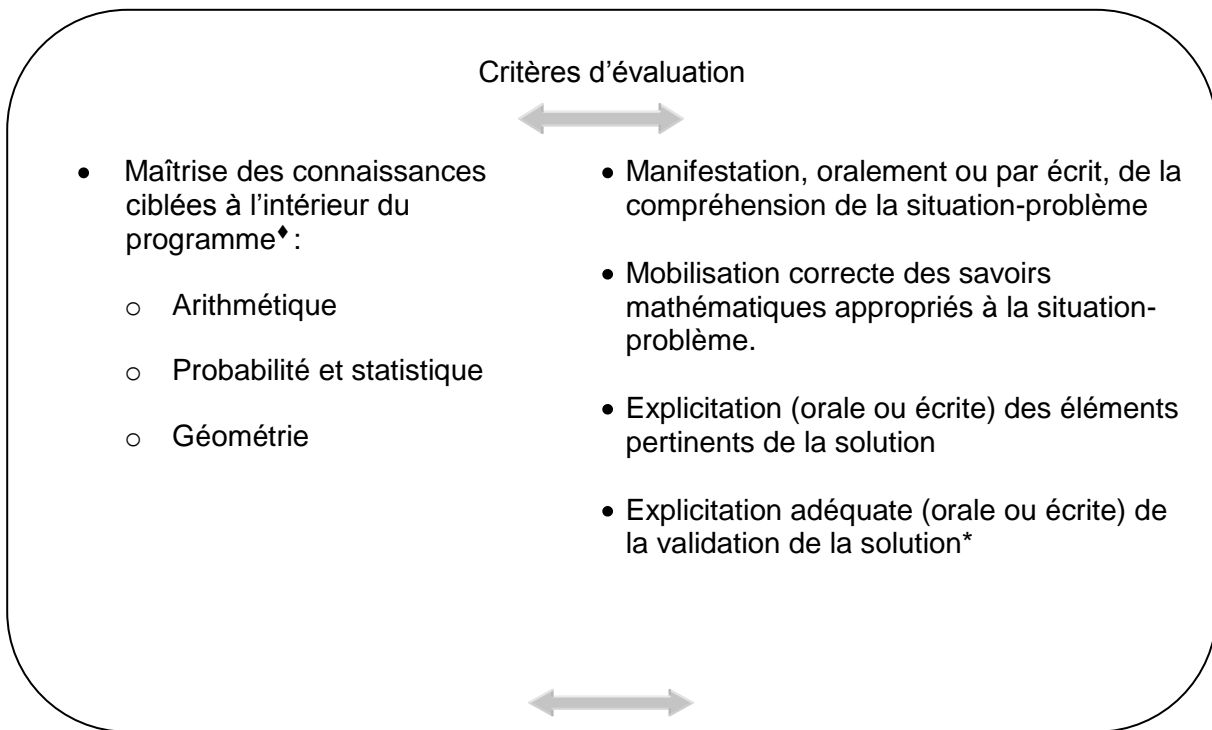 Critères d'évaluation
• Maîtrise des connaissances
ciblées à l'intérieur du
programme♦ :
o Arithmétique
o Probabilité et statistique
o Géométrie
• Manifestation, oralement ou par écrit, de la
compréhension de la situation-problème
• Mobilisation correcte des savoirs
mathématiques appropriés à la situation-
problème.
• Explicitation (orale ou écrite) des éléments
pertinents de la solution
• Explicitation adéquate (orale ou écrite) de
la validation de la solution*